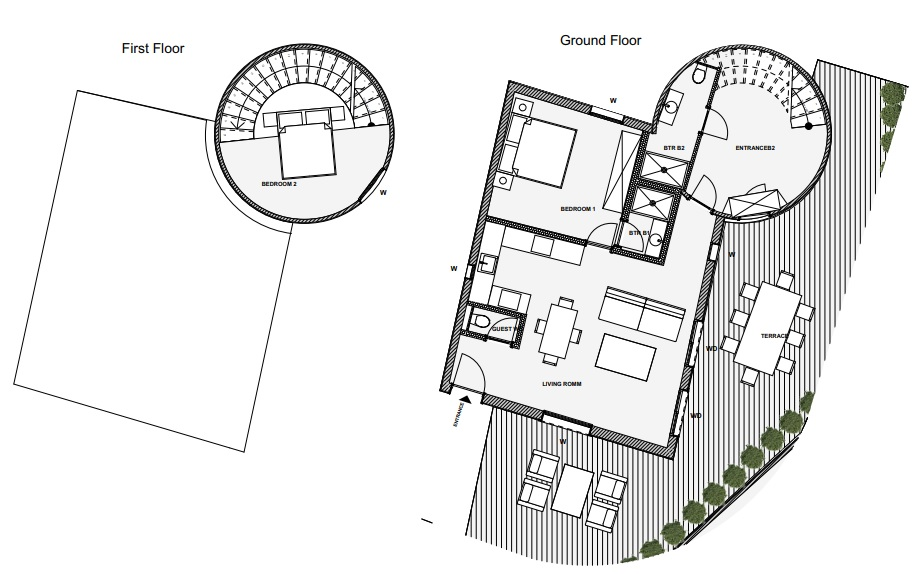 First Floor
Ground Floor
W
BTR B2
ENTRANCEB2
BEDROOM 2
W
BEDROOM 1
BTR B1
W
W
GUEST
TERRACE
WD
LIVING ROMM
ENTRANCE
WD
W